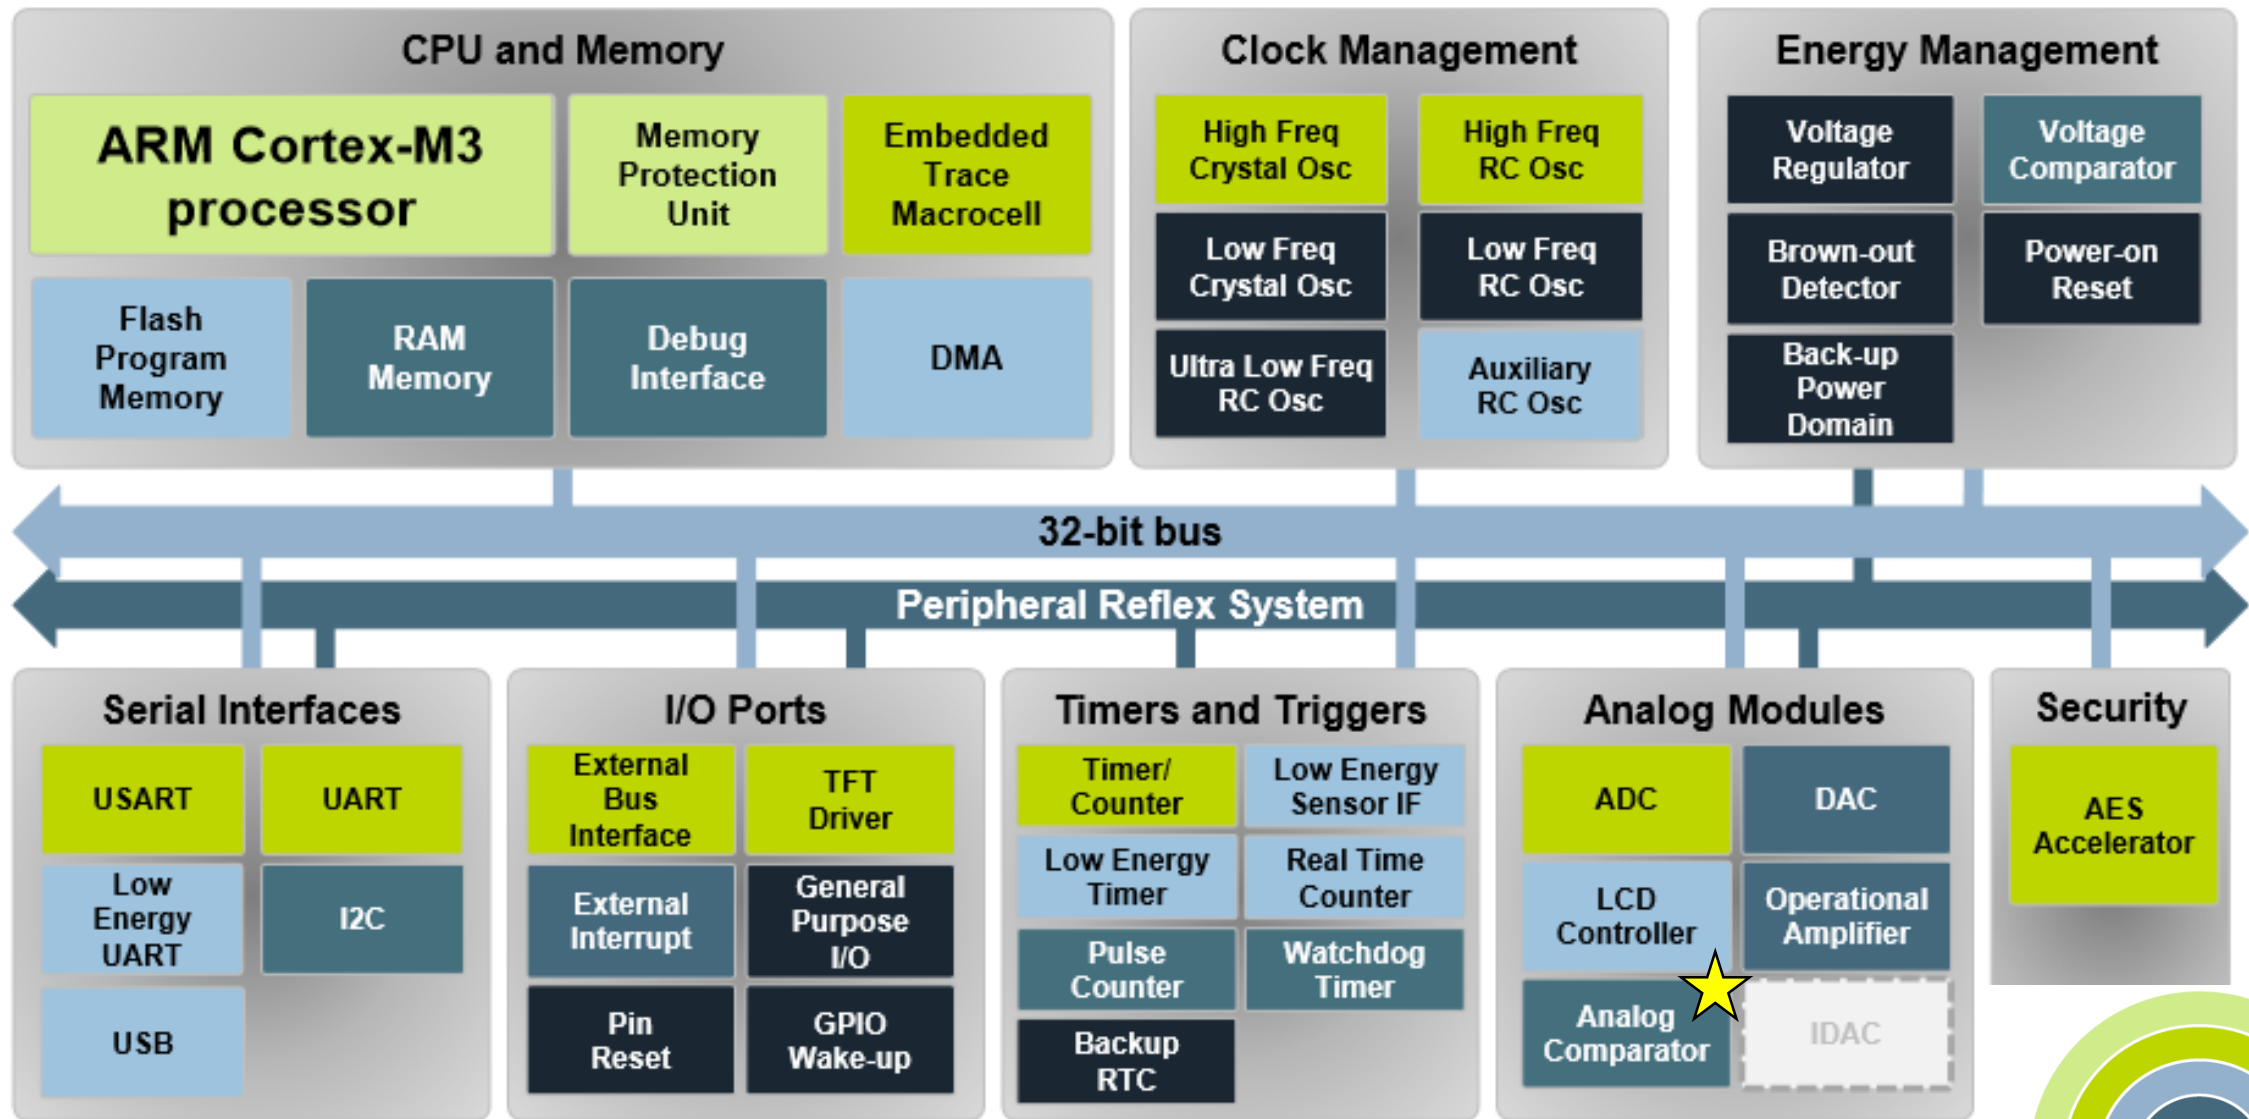 CPU and Memory
ARM Cortex-M3
processor
Memory
Protection
Unit
Embedded
Trace
Macrocell
Flash
Program
Memory
RAM
Memory
Debug
Interface
DMA
Clock Management
High Freq
Crystal Osc
High Freq
RC Osc
Low Freq
Crystal Osc
Low Freq
RC Osc
Ultra Low Freq
RC Osc
Auxiliary
RC Osc
Energy Management
Voltage
Regulator
Voltage
Comparator
Brown-out
Detector
Power-on
Reset
Back-up
Power
Domain
32-bit bus
Peripheral Reflex System
Serial Interfaces
USART
UART
Low
Energy
UART
I2C
USB
I/O Ports
External
Bus
Interface
TFT
Driver
External
Interrupt
General
Purpose
I/O
Pin
Reset
GPIO
Wake-up
Timers and Triggers
Timer/
Counter
Low Energy
Sensor IF
Low Energy
Timer
Real Time
Counter
Pulse
Counter
Watchdog
Timer
Backup
RTC
Analog Modules
ADC
DAC
LCD
Controller
Operational
Amplifier
Analog
Comparator
IDAC
Security
AES
Accelerator